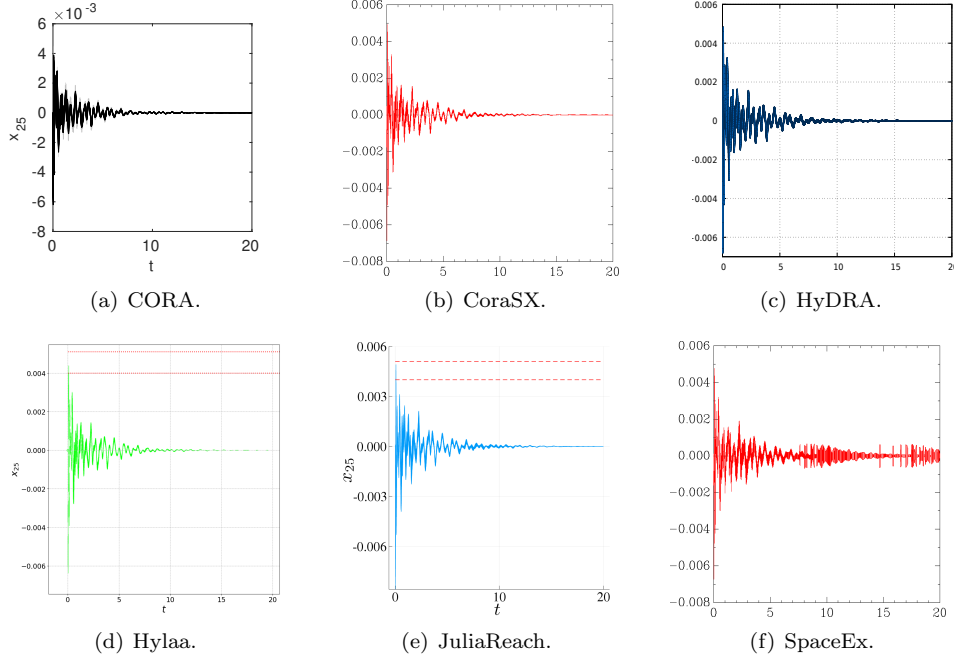 ×10⁻³
6
4
2
0
-2
-4
-6
-8
x₂₅
0 10 20
t
(a) CORA.
0.006
0.004
0.002
0.000
−0.002
−0.004
−0.006
−0.008
0 5 10 15 20
(b) CoraSX.
0.006
0.004
0.002
0
-0.002
-0.004
-0.006
0 5 10 15 20
(c) HyDRA.
0.004
0.002
0.000
−0.002
−0.004
−0.006
x₂₅
0 5 10 15 20
t
(d) Hylaa.
0.006
0.003
0.000
-0.003
-0.006
x₂₅
0 20
t
(e) JuliaReach.
0.006
0.004
0.002
0.000
−0.002
−0.004
−0.006
−0.008
0 5 10 15 20
(f) SpaceEx.